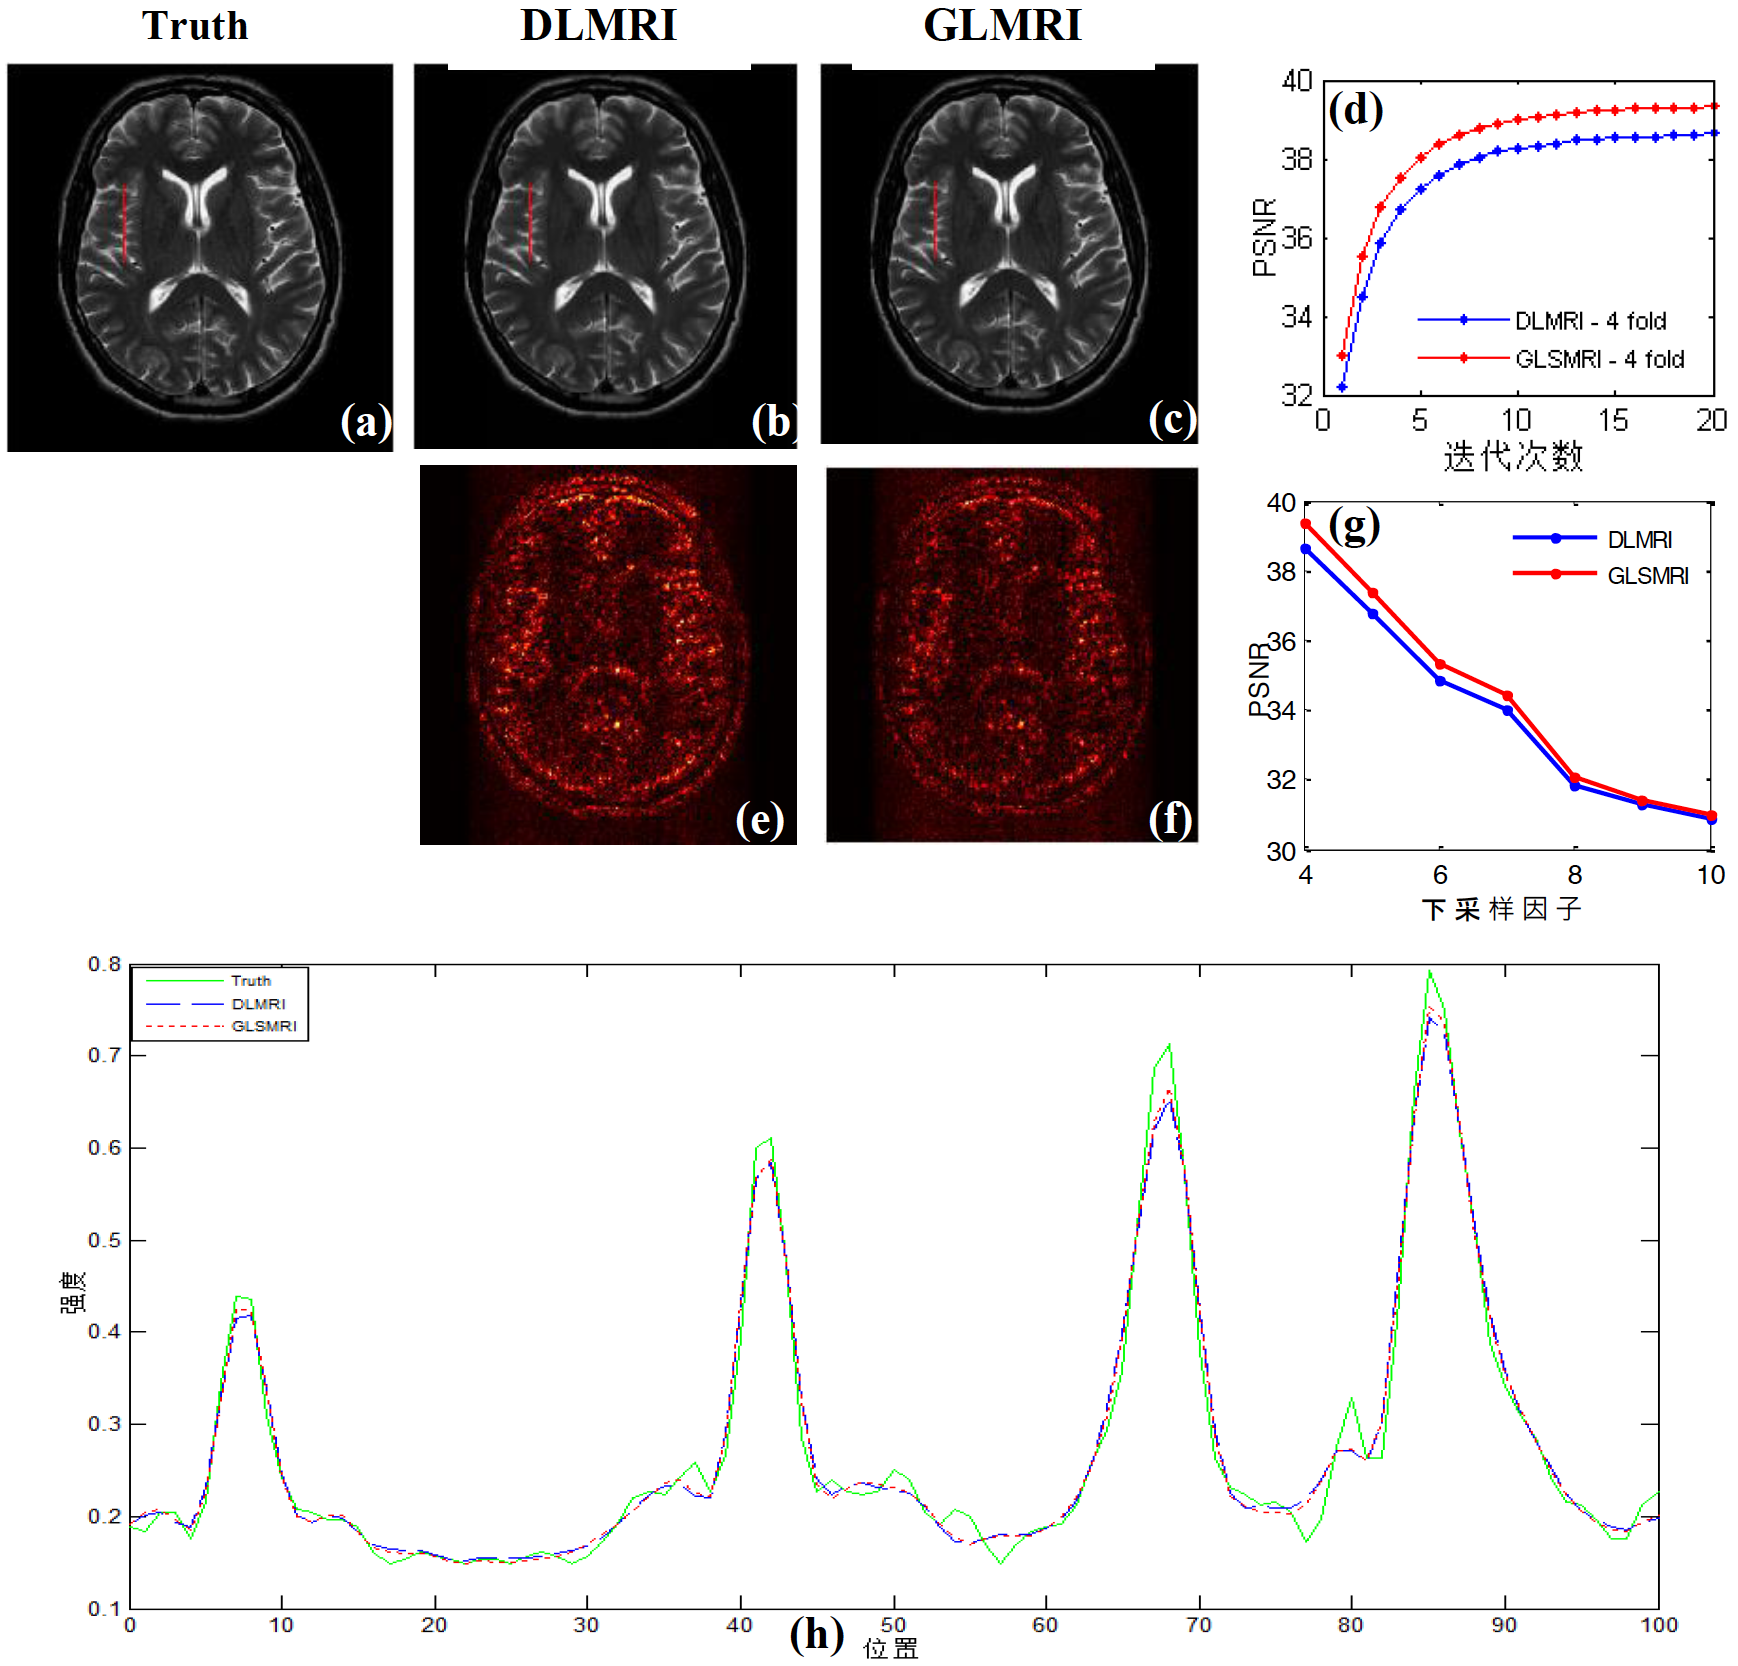 Truth
DLMRI
GLMRI
(a)
(b)
(c)
40
38
36
34
32
PSNR
(d)
DLMRI - 4 fold
GLSMRI - 4 fold
0
5
10
15
20
迭代次数
(e)
(f)
40
38
36
34
32
30
PSNR
(g)
DLMRI
GLSMRI
4
6
8
10
下采样因子
0.8
0.7
0.6
0.5
0.4
0.3
0.2
0.1
强度
Truth
DLMRI
GLSMRI
0
10
20
30
40
50
60
70
80
90
100
(h)
位置